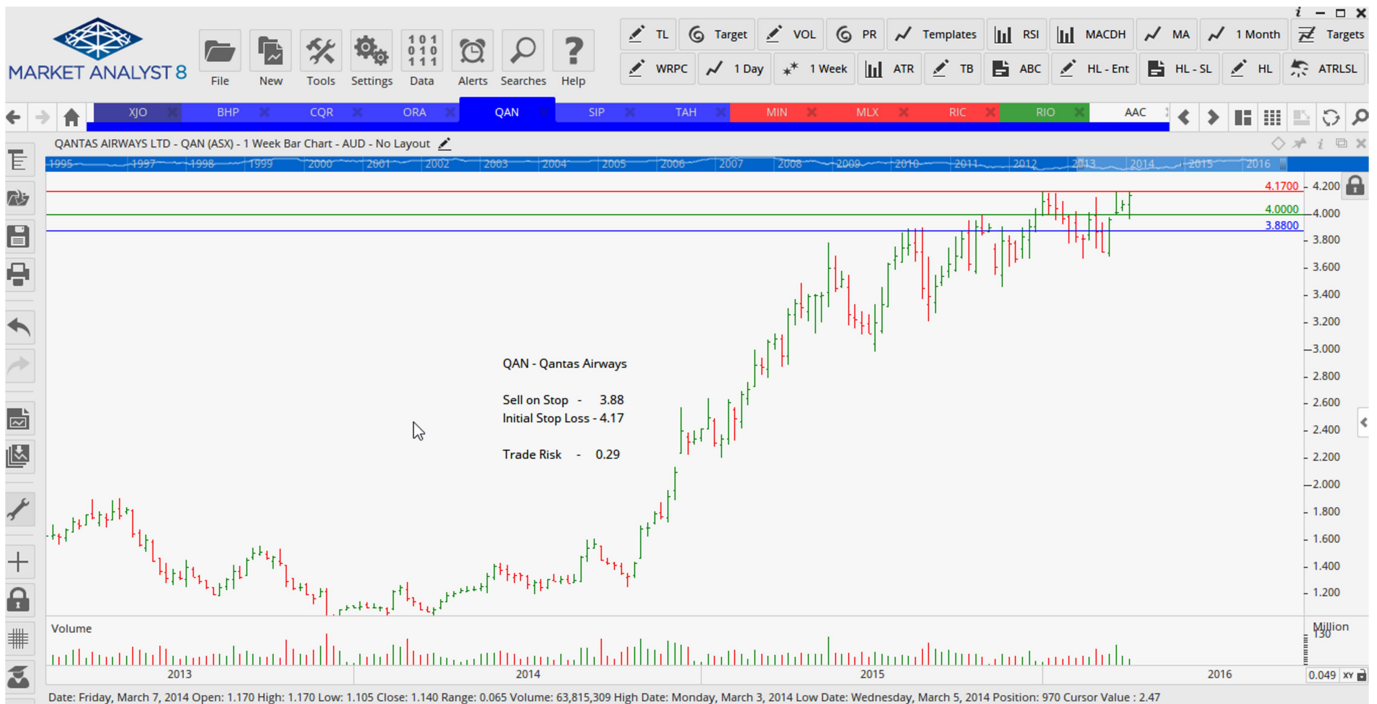 MARKET ANALYST 8
File New Tools Settings Data Alerts Searches Help
101
010
111
TL Target VOL PR Templates RSI MACDH MA 1 Month Targets
WRPC 1 Day 1 Week ATR TB ABC HL - Ent HL - SL HL ATRLSL
XJO BHP CQR ORA QAN SIP TAH MIN MLX RIC RIO AAC
QANTAS AIRWAYS LTD - QAN (ASX) - 1 Week Bar Chart - AUD - No Layout
1995 1997 1998 1999 2000 2001 2002 2003 2004 2005 2006 2007 2008 2009 2010 2011 2012 2013 2014 2015 2016
4.1700
4.200
4.0000
4.000
3.8800
3.800
3.600
3.400
3.200
3.000
2.800
2.600
2.400
2.200
2.000
1.800
1.600
1.400
1.200
QAN - Qantas Airways
Sell on Stop - 3.88
Initial Stop Loss - 4.17
Trade Risk - 0.29
Volume
Million
130
2013 2014 2015 2016
0.049 XY
Date: Friday, March 7, 2014 Open: 1.170 High: 1.170 Low: 1.105 Close: 1.140 Range: 0.065 Volume: 63,815,309 High Date: Monday, March 3, 2014 Low Date: Wednesday, March 5, 2014 Position: 970 Cursor Value : 2.47